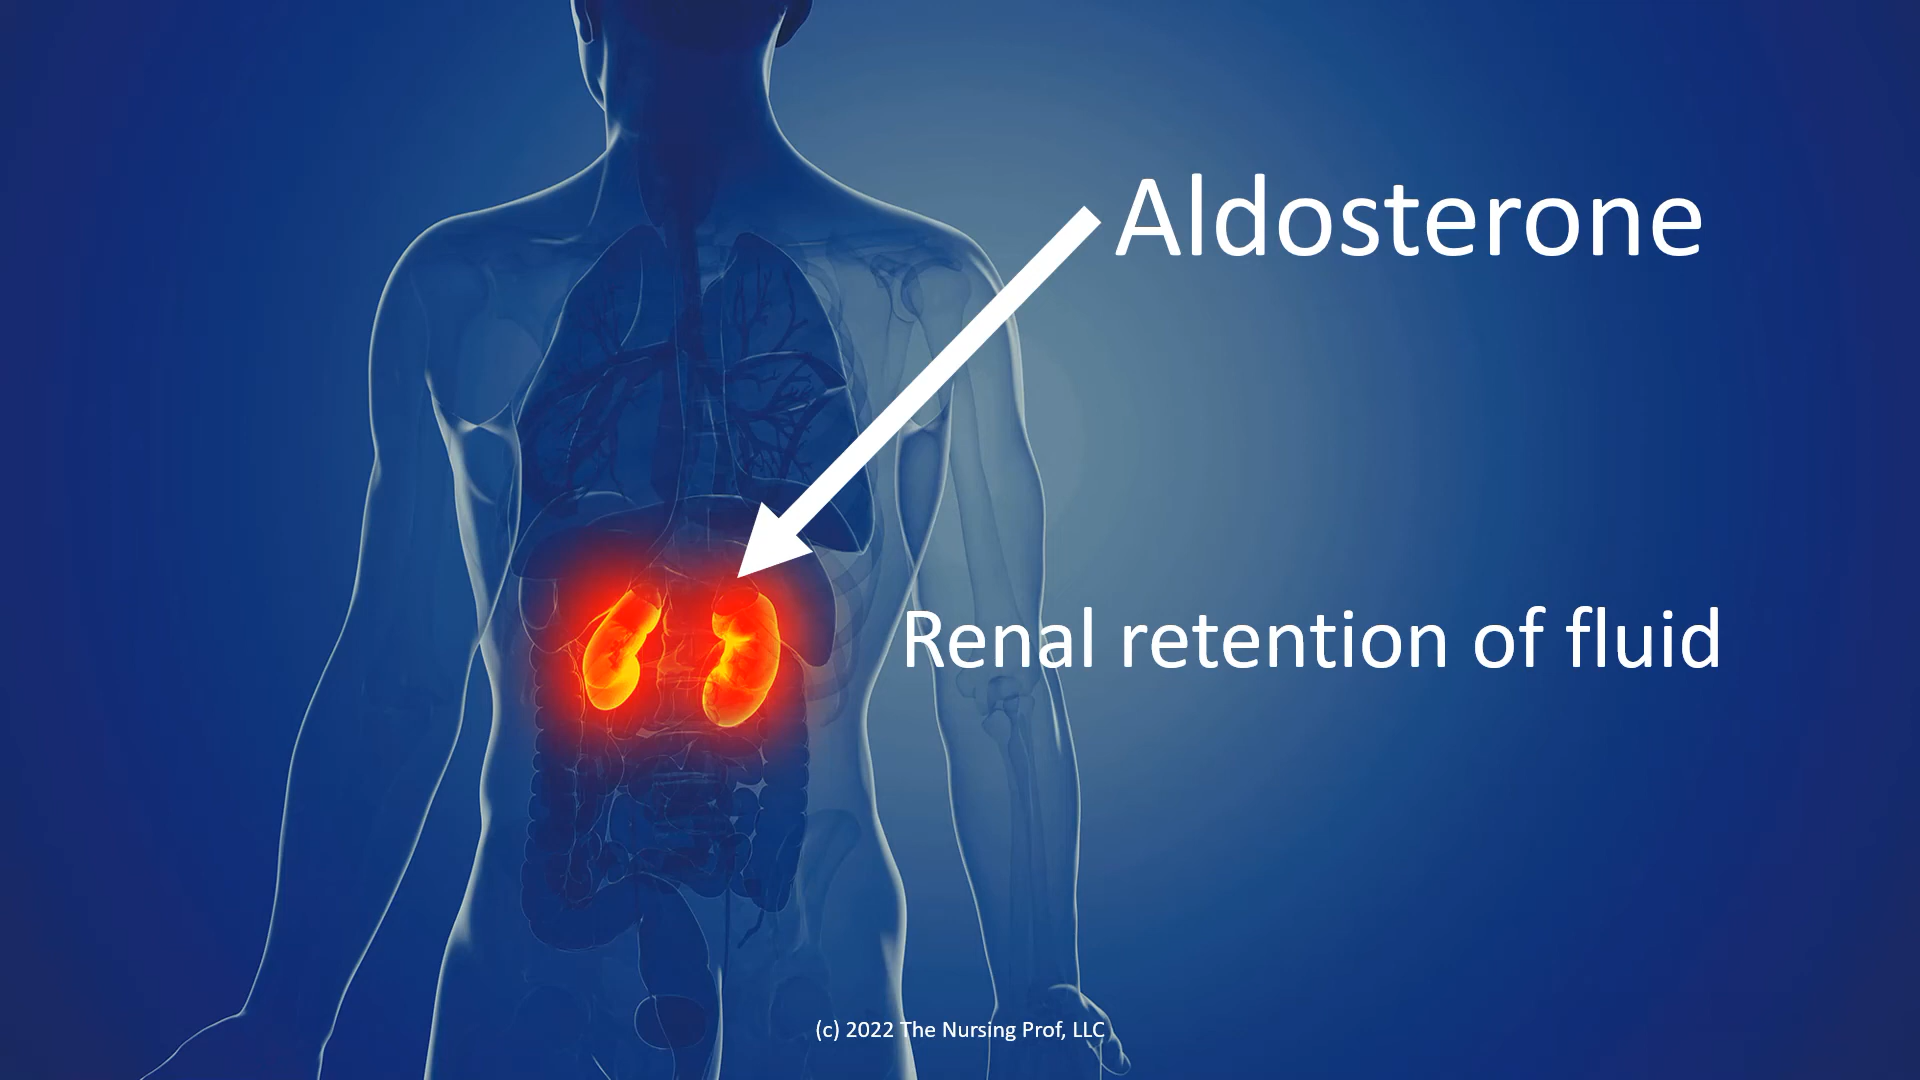 Aldosterone
Renal retention of fluid
(c) 2022 The Nursing Prof, LLC